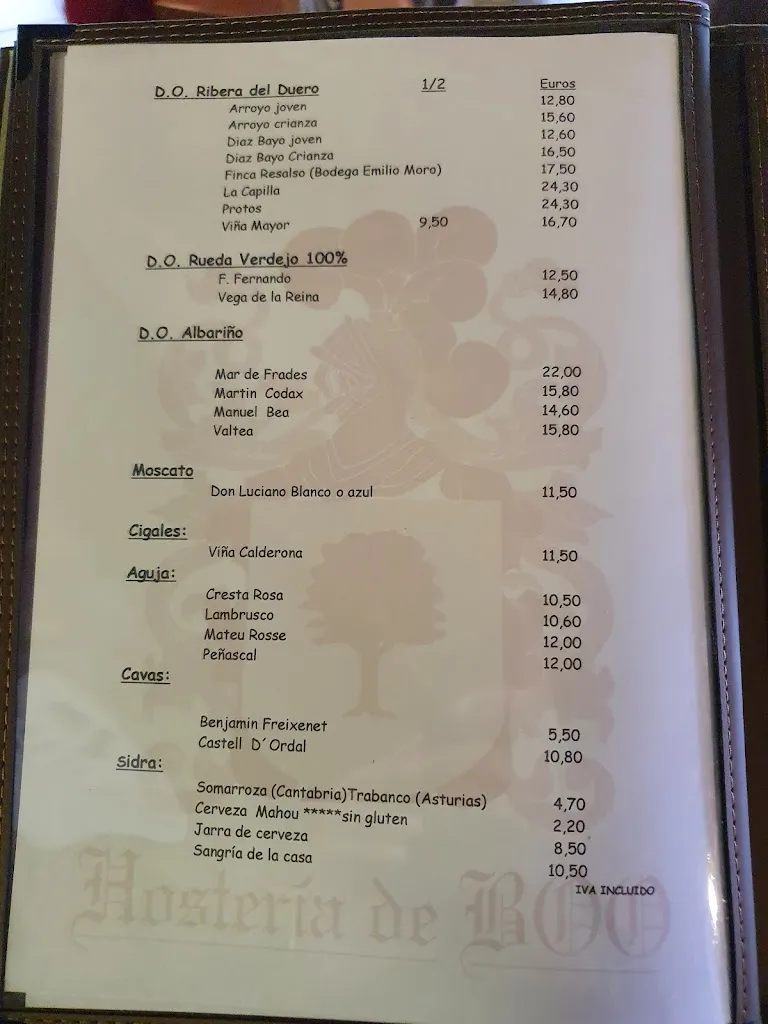 D.O. Ribera del Duero 1/2 Euros
Arroyo joven 12,80
Arroyo crianza 15,60
Diaz Bayo joven 12,60
Diaz Bayo Crianza 16,50
Finca Resalso (Bodega Emilio Moro) 17,50
La Capilla 24,30
Protos 24,30
Viña Mayor 9,50 16,70
D.O. Rueda Verdejo 100%
F. Fernando 12,50
Vega de la Reina 14,80
D.O. Albariño
Mar de Frades 22,00
Martin Codax 15,80
Manuel Bea 14,60
Valtea 15,80
Moscato
Don Luciano Blanco o azul 11,50
Cigales:
Viña Calderona 11,50
Aguja:
Cresta Rosa 10,50
Lambrusco 10,60
Mateu Rosse 12,00
Peñascal 12,00
Cavas:
Benjamin Freixenet 5,50
Castell D´Ordal 10,80
Sidra:
Somarroza (Cantabria)Trabanco (Asturias) 4,70
Cerveza Mahou *****sin gluten 2,20
Jarra de cerveza 8,50
Sangría de la casa 10,50
IVA INCLUIDO
Hostería de BOO